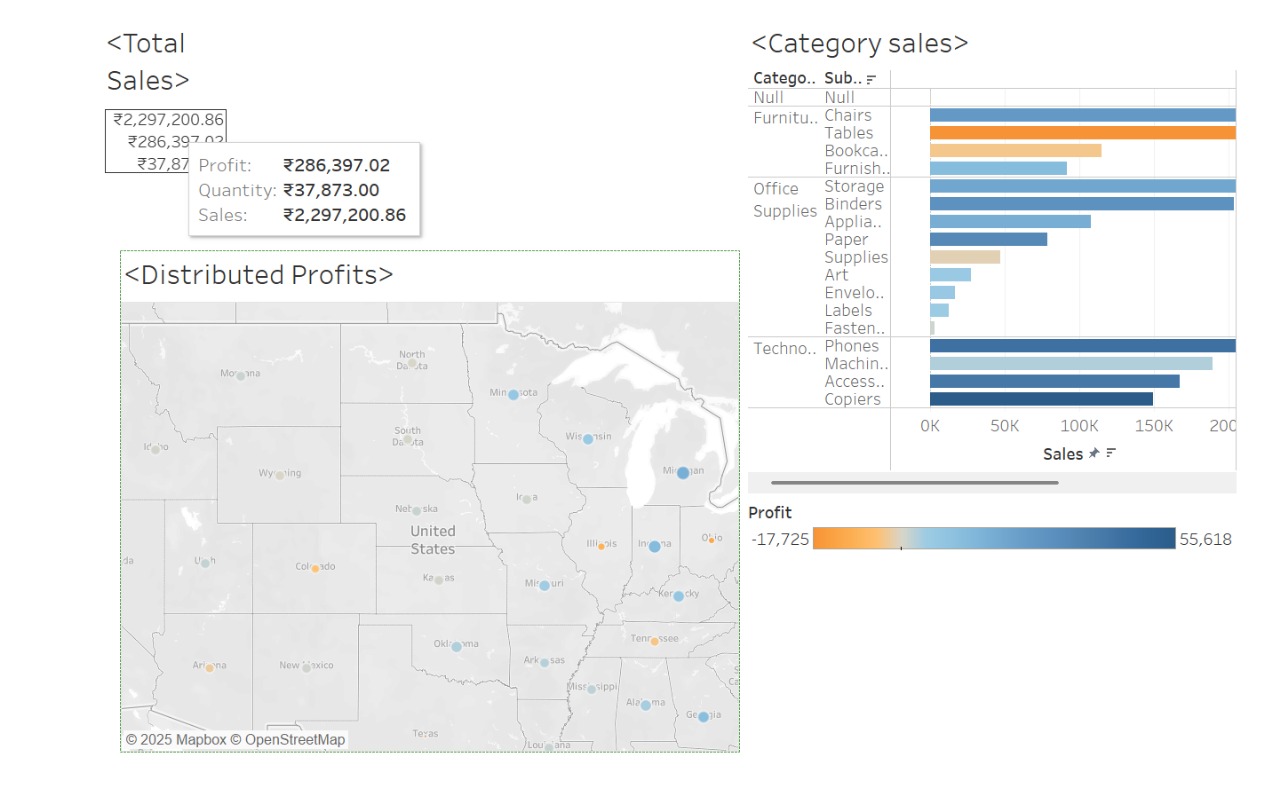 <Total
Sales>
₹2,297,200.86
₹286,397.02
₹37,87
Profit: ₹286,397.02
Quantity: ₹37,873.00
Sales: ₹2,297,200.86
<Distributed Profits>
North
Dakota
Montana
Minnesota
South
Dakota
Wisconsin
Idaho
Michigan
Wyoming
Iowa
Nebraska
United
States
Illinois
Indiana
Ohio
Utah
Colorado
Kansas
Missouri
Kentucky
Tennessee
Oklahoma
Arizona
New Mexico
Arkansas
Mississippi
Alabama
Georgia
Texas
Louisiana
© 2025 Mapbox © OpenStreetMap
<Category sales>
Catego.. Sub..
Null Null
Furnitu.. Chairs
Tables
Bookca..
Furnish..
Office Storage
Supplies Binders
Applia..
Paper
Supplies
Art
Envelo..
Labels
Fasten..
Techno.. Phones
Machin..
Access..
Copiers
0K 50K 100K 150K 200
Sales
Profit
-17,725 55,618